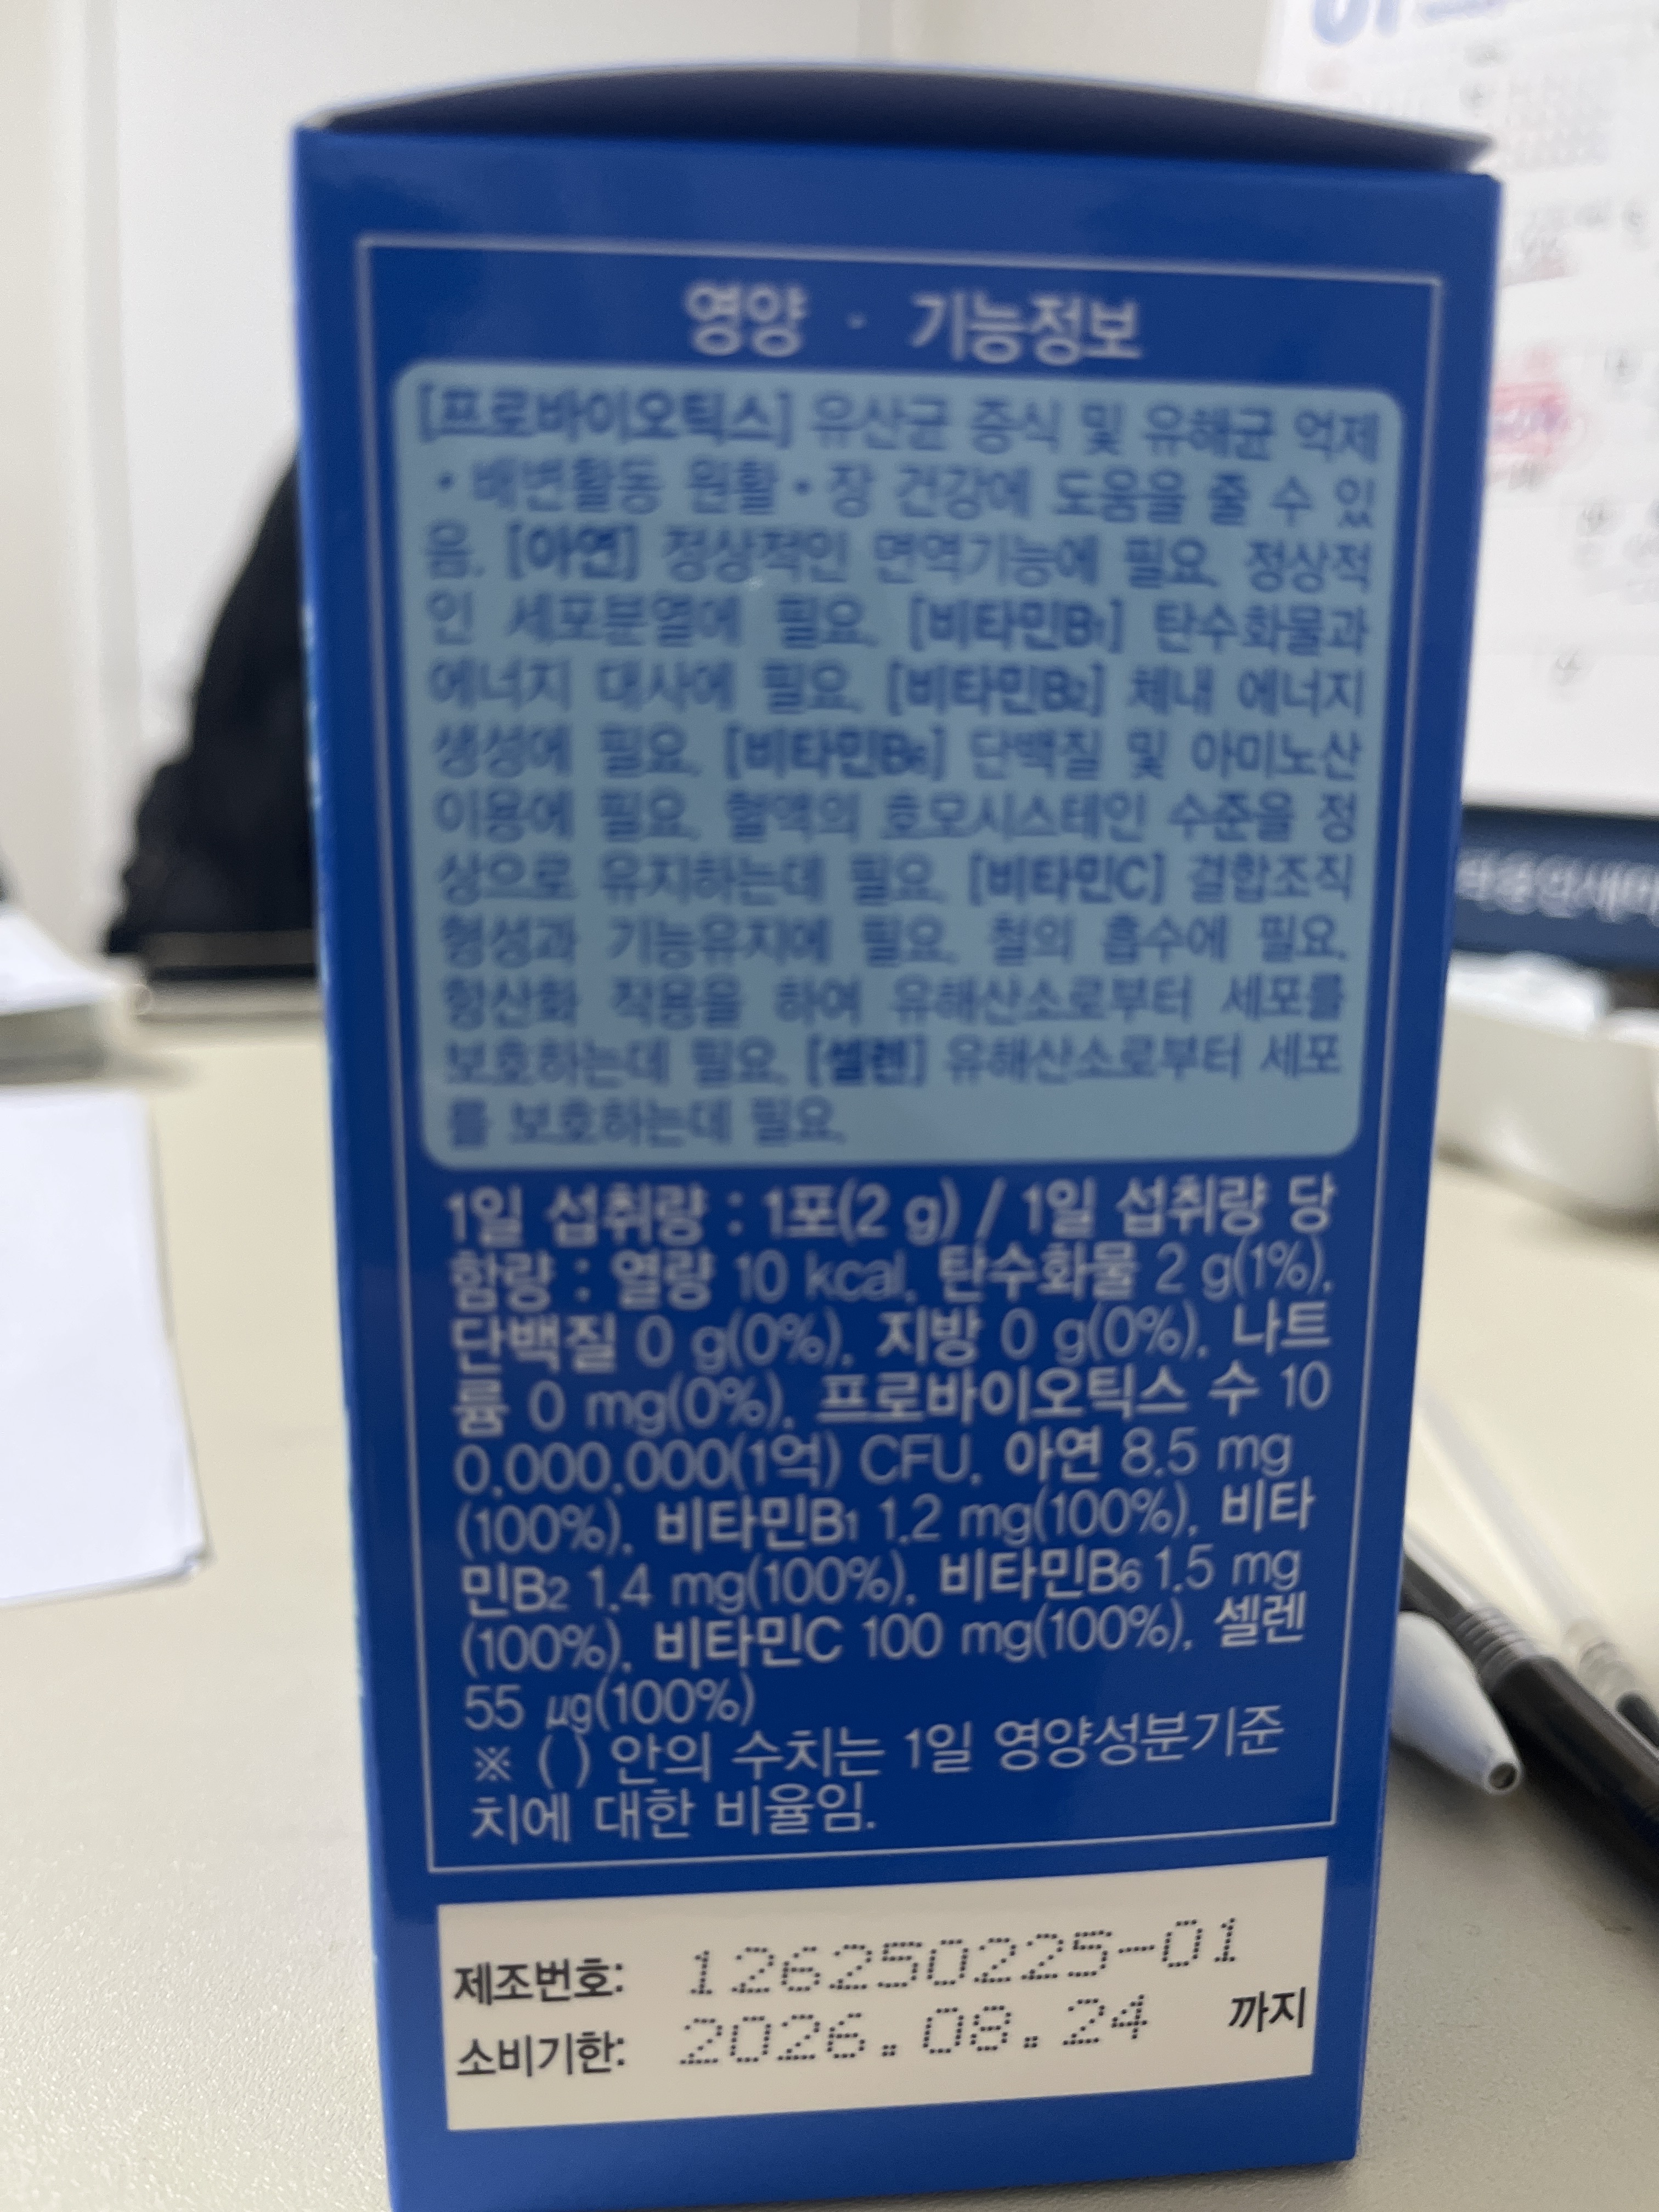 영양 · 기능정보
[프로바이오틱스] 유산균 증식 및 유해균 억제
• 배변활동 원활 • 장 건강에 도움을 줄 수 있
음. [아연] 정상적인 면역기능에 필요. 정상적
인 세포분열에 필요. [비타민B1] 탄수화물과
에너지 대사에 필요. [비타민B2] 체내 에너지
생성에 필요. [비타민B6] 단백질 및 아미노산
이용에 필요. 혈액의 호모시스테인 수준을 정
상으로 유지하는데 필요. [비타민C] 결합조직
형성과 기능유지에 필요. 철의 흡수에 필요.
항산화 작용을 하여 유해산소로부터 세포를
보호하는데 필요. [셀렌] 유해산소로부터 세포
를 보호하는데 필요.
1일 섭취량 : 1포(2 g) / 1일 섭취량 당
함량 : 열량 10 kcal, 탄수화물 2 g(1%),
단백질 0 g(0%), 지방 0 g(0%), 나트
륨 0 mg(0%), 프로바이오틱스 수 10
0,000,000(1억) CFU, 아연 8.5 mg
(100%), 비타민B1 1.2 mg(100%), 비타
민B2 1.4 mg(100%), 비타민B6 1.5 mg
(100%), 비타민C 100 mg(100%), 셀렌
55 μg(100%)
※ ( ) 안의 수치는 1일 영양성분기준
치에 대한 비율임.
제조번호: 126250225-01
소비기한: 2026.08.24 까지